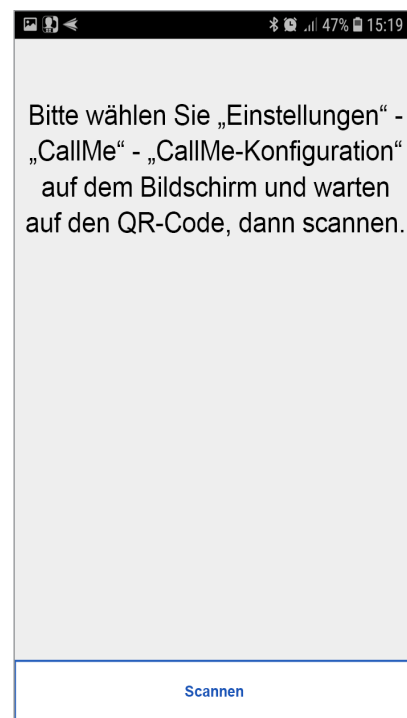 47% 15:19
Bitte wählen Sie „Einstellungen“ -
„CallMe“ - „CallMe-Konfiguration“
auf dem Bildschirm und warten
auf den QR-Code, dann scannen.
Scannen